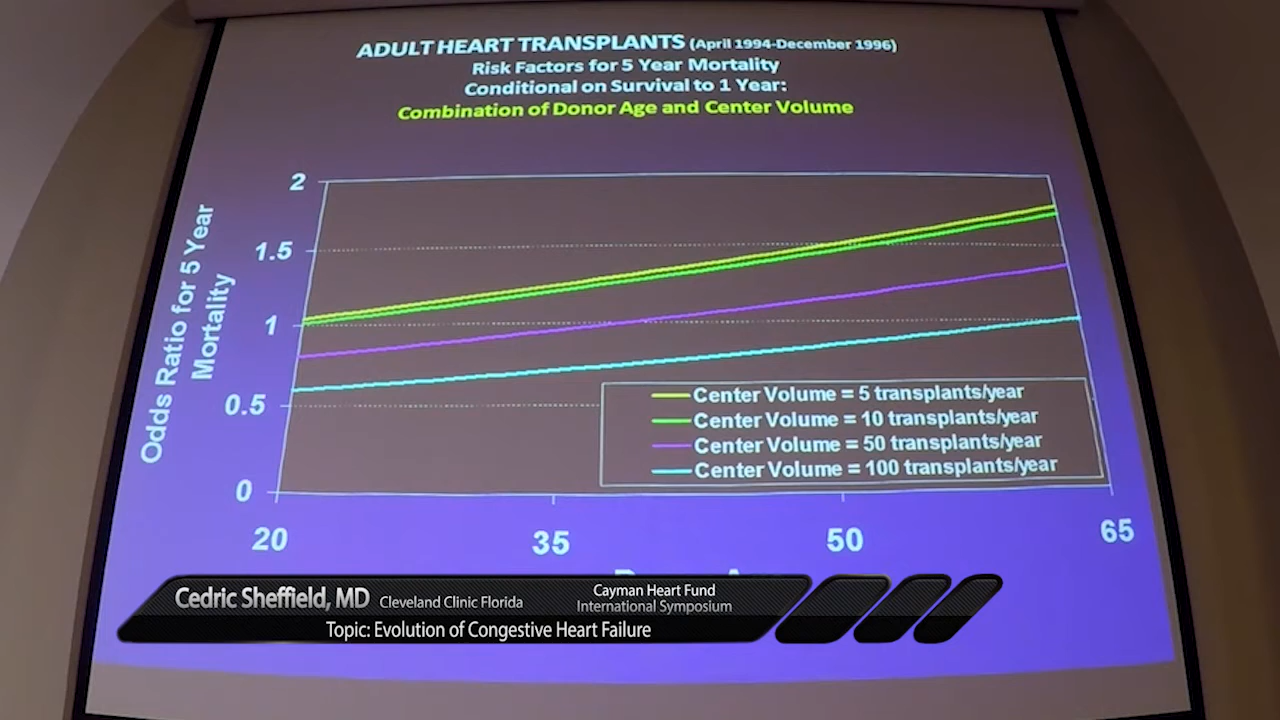 ADULT HEART TRANSPLANTS (April 1994-December 1996)
Risk Factors for 5 Year Mortality
Conditional on Survival to 1 Year:
Combination of Donor Age and Center Volume
Odds Ratio for 5 Year
Mortality
2
1.5
1
0.5
0
Center Volume = 5 transplants/year
Center Volume = 10 transplants/year
Center Volume = 50 transplants/year
Center Volume = 100 transplants/year
20 35 50 65
Cedric Sheffield, MD Cleveland Clinic Florida
Cayman Heart Fund
International Symposium
Topic: Evolution of Congestive Heart Failure